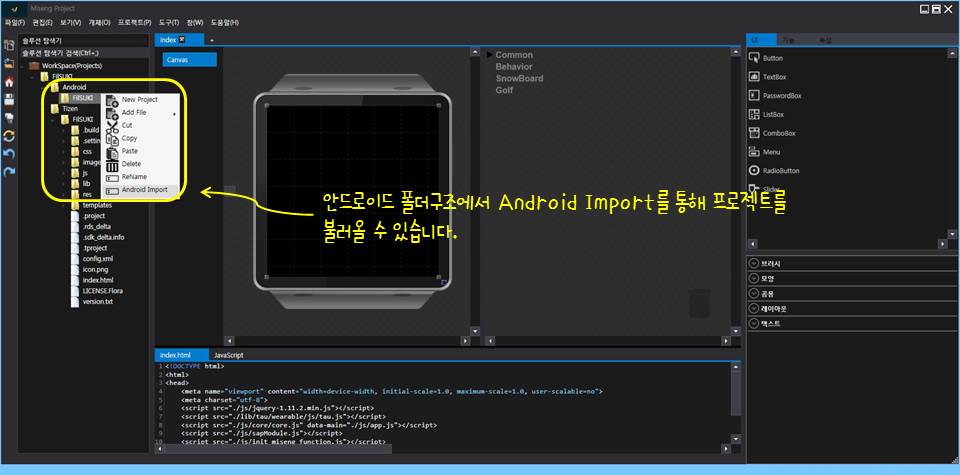 Miseng Project
파일(F) 편집(E) 보기(V) 개체(O) 프로젝트(P) 도구(T) 창(W) 도움말(H)
솔루션 탐색기
솔루션 탐색기 검색(Ctrl+;)
WorkSpace(Projects)
FilSUKI
Android
FilSUKI
Tizen
FilSUKI
.build
.settin
css
image
js
lib
res
templates
.project
.rds_delta
.sdk_delta.info
.tproject
config.xml
icon.png
index.html
LICENSE.Flora
version.txt
New Project
Add File
Cut
Copy
Paste
Delete
ReName
Android Import
index
+
Canvas
Common
Behavior
SnowBoard
Golf
안드로이드 폴더구조에서 Android Import를 통해 프로젝트를
불러올 수 있습니다.
UI 기능 속성
Button
TextBox
PasswordBox
ListBox
ComboBox
Menu
RadioButton
Slider
브러시
모양
공용
레이아웃
텍스트
index.html JavaScript
1 <!DOCTYPE html>
2 <html>
3 <head>
4 <meta name="viewport" content="width=device-width, initial-scale=1.0, maximum-scale=1.0, user-scalable=no">
5 <meta charset="utf-8">
6 <script src="./js/jquery-1.11.2.min.js"></script>
7 <script src="./lib/tau/wearable/js/tau.js"></script>
8 <script src="./js/core/core.js" data-main="./js/app.js"></script>
9 <script src="./js/sapModule.js"></script>
10 <script src="./js/init_miseng_function.js"></script>